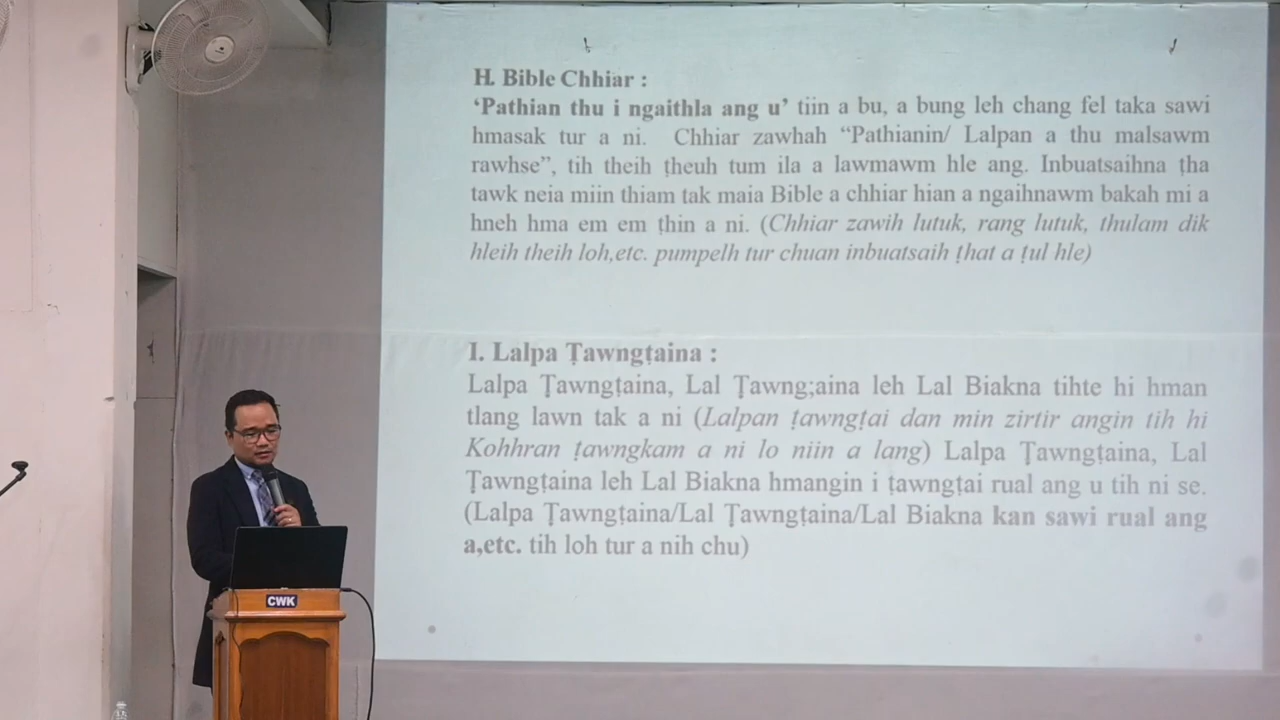 H. Bible Chhiar :
‘Pathian thu i ngaithla ang u’ tiin a bu, a bung leh chang fel taka sawi
hmasak tur a ni. Chhiar zawhah “Pathianin/ Lalpan a thu malsawm
rawhse”, tih theih ṭheuh tum ila a lawmawm hle ang. Inbuatsaihna ṭha
tawk neia miin thiam tak maia Bible a chhiar hian a ngaihnawm bakah mi a
hneh hma em em ṭhin a ni. (Chhiar zawih lutuk, rang lutuk, thulam dik
hleih theih loh,etc. pumpelh tur chuan inbuatsaih ṭhat a ṭul hle)
I. Lalpa Ṭawngṭaina :
Lalpa Ṭawngṭaina, Lal Ṭawng;aina leh Lal Biakna tihte hi hman
tlang lawn tak a ni (Lalpan ṭawngṭai dan min zirtir angin tih hi
Kohhran ṭawngkam a ni lo niin a lang) Lalpa Ṭawngṭaina, Lal
Ṭawngṭaina leh Lal Biakna hmangin i ṭawngṭai rual ang u tih ni se.
(Lalpa Ṭawngṭaina/Lal Ṭawngṭaina/Lal Biakna kan sawi rual ang
a,etc. tih loh tur a nih chu)
CWK